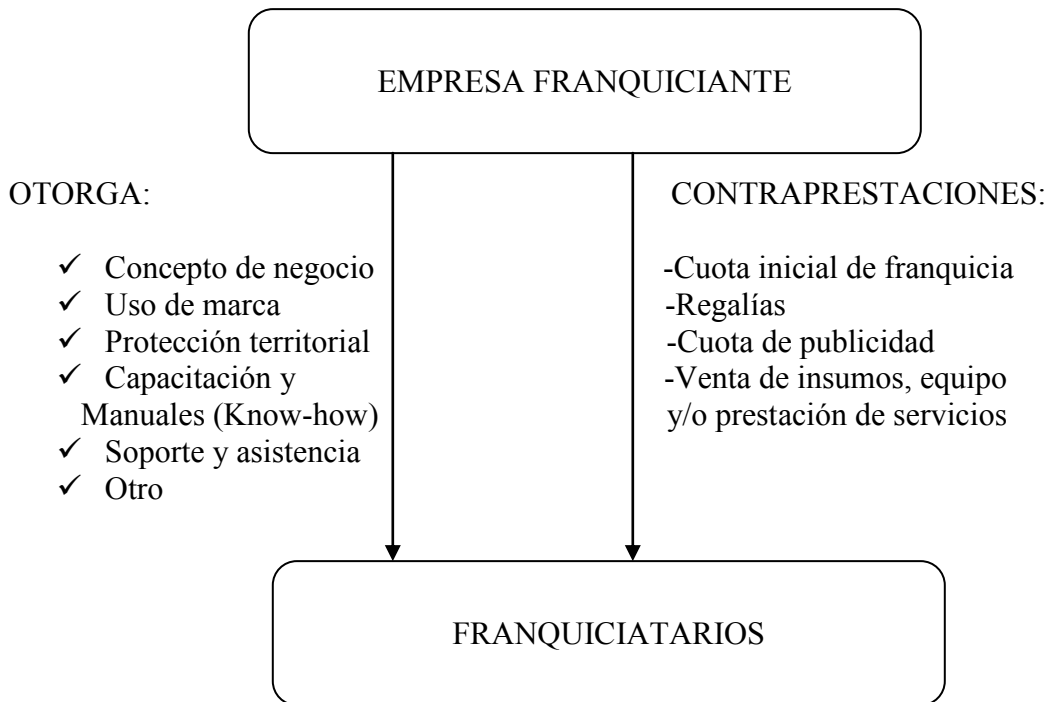 EMPRESA FRANQUICIANTE
OTORGA:
✓ Concepto de negocio
✓ Uso de marca
✓ Protección territorial
✓ Capacitación y
Manuales (Know-how)
✓ Soporte y asistencia
✓ Otro
CONTRAPRESTACIONES:
-Cuota inicial de franquicia
-Regalías
-Cuota de publicidad
-Venta de insumos, equipo
y/o prestación de servicios
FRANQUICIATARIOS